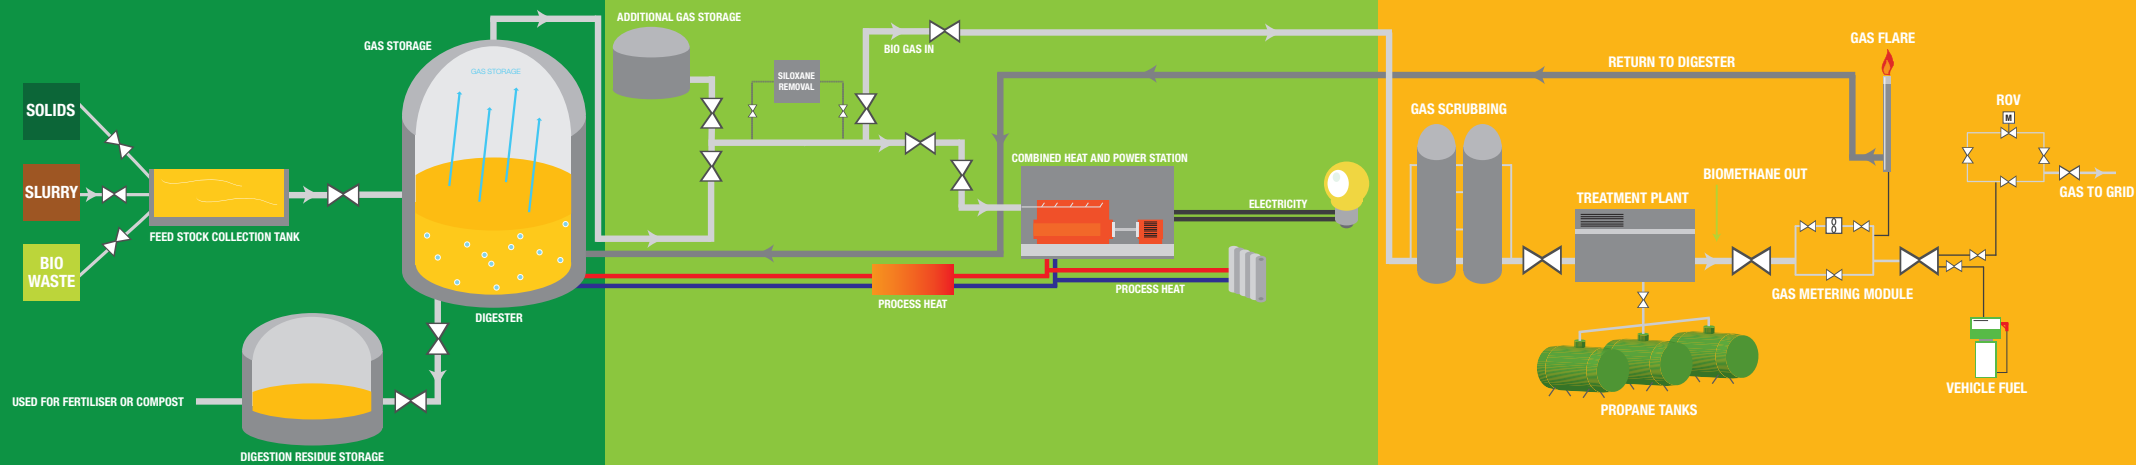 SOLIDS
SLURRY
BIO
WASTE
FEED STOCK COLLECTION TANK
GAS STORAGE
GAS STORAGE
DIGESTER
USED FOR FERTILISER OR COMPOST
DIGESTION RESIDUE STORAGE
ADDITIONAL GAS STORAGE
SILOXANE
REMOVAL
BIO GAS IN
COMBINED HEAT AND POWER STATION
ELECTRICITY
PROCESS HEAT
PROCESS HEAT
RETURN TO DIGESTER
GAS SCRUBBING
TREATMENT PLANT
PROPANE TANKS
BIOMETHANE OUT
GAS METERING MODULE
GAS FLARE
ROV
M
GAS TO GRID
VEHICLE FUEL